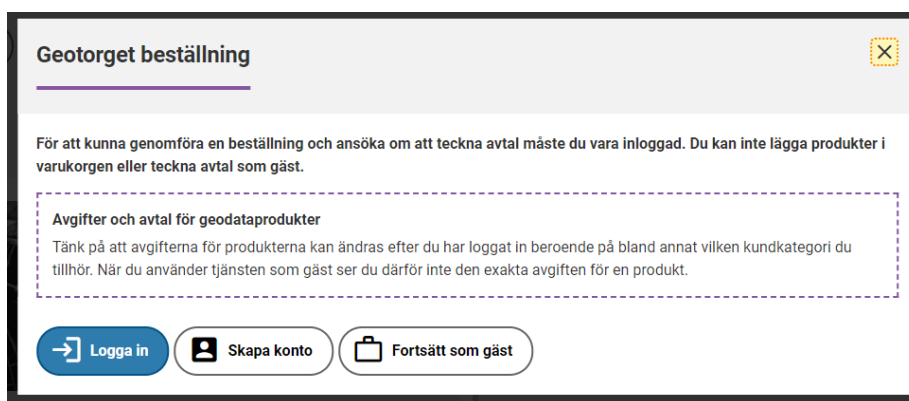 Geotorget beställning
För att kunna genomföra en beställning och ansöka om att teckna avtal måste du vara inloggad. Du kan inte lägga produkter i
varukorgen eller teckna avtal som gäst.
Avgifter och avtal för geodataprodukter
Tänk på att avgifterna för produkterna kan ändras efter du har loggat in beroende på bland annat vilken kundkategori du
tillhör. När du använder tjänsten som gäst ser du därför inte den exakta avgiften för en produkt.
Logga in Skapa konto Fortsätt som gäst